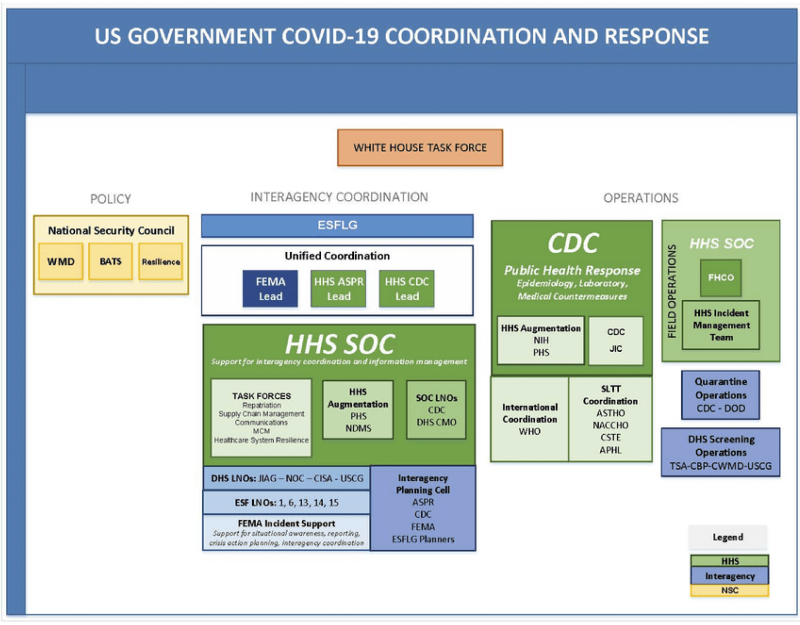 US GOVERNMENT COVID-19 COORDINATION AND RESPONSE
WHITE HOUSE TASK FORCE
POLICY
National Security Council
WMD
BATS
Resilience
INTERAGENCY COORDINATION
ESFLG
Unified Coordination
FEMA
Lead
HHS ASPR
Lead
HHS CDC
Lead
HHS SOC
Support for interagency coordination and information management
TASK FORCES
Repatriation
Supply Chain Management
Communications
MCM
Healthcare System Resilience
HHS
Augmentation
PHS
NDMS
SOC LNOs
CDC
DHS CMO
DHS LNOs: JIAG – NOC – CISA - USCG
ESF LNOs: 1, 6, 13, 14, 15
FEMA Incident Support
Support for situational awareness, reporting,
crisis action planning, interagency coordination
Interagency
Planning Cell
ASPR
CDC
FEMA
ESFLG Planners
OPERATIONS
CDC
Public Health Response
Epidemiology, Laboratory,
Medical Countermeasures
HHS Augmentation
NIH
PHS
CDC
JIC
International
Coordination
WHO
SLTT
Coordination
ASTHO
NACCHO
CSTE
APHL
FIELD OPERATIONS
HHS SOC
FHCO
HHS Incident
Management
Team
Quarantine
Operations
CDC - DOD
DHS Screening
Operations
TSA-CBP-CWMD-USCG
Legend
HHS
Interagency
NSC